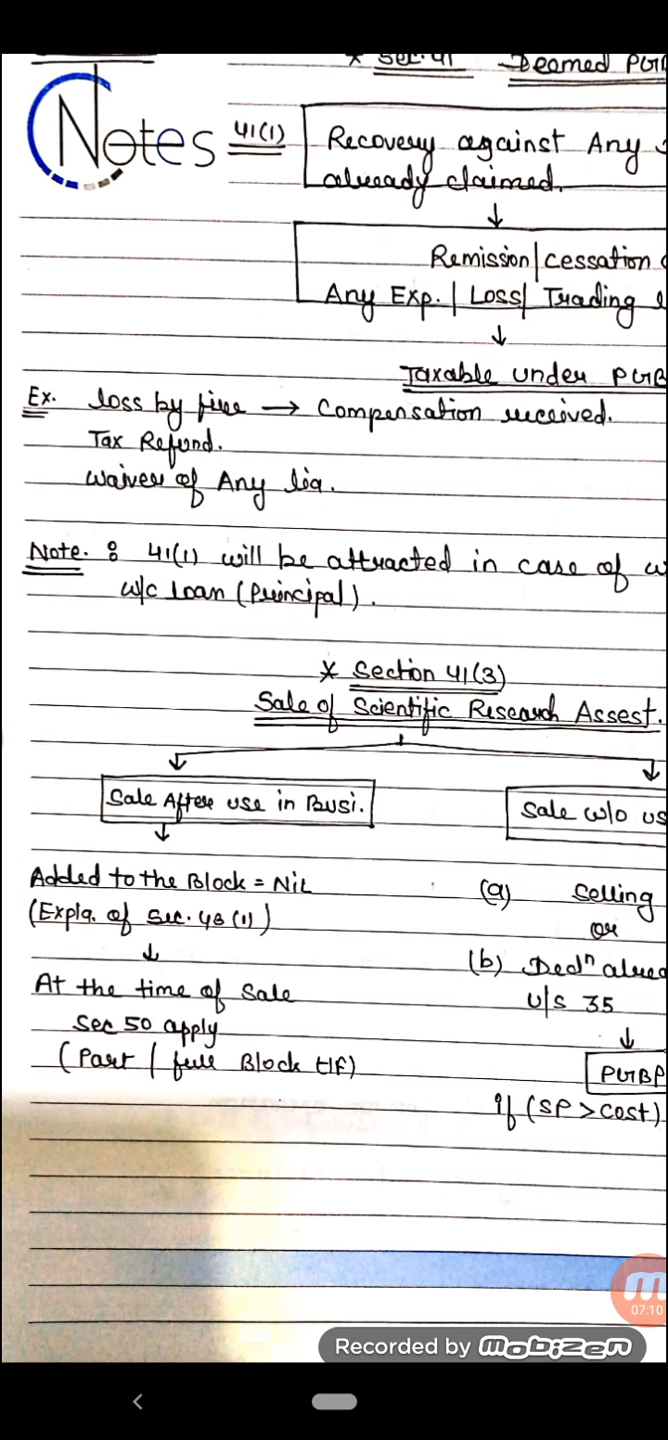 * Sec. 41 Deemed PGB
Notes
41(1) Recovery against Any
already claimed.
Remission/cessation
Any Exp. | Loss| Trading
Taxable under PGB
Ex. loss by fire → Compensation received.
Tax Refund.
waiver of Any lia.
Note. : 41(1) will be attracted in case of w
w/c loan (Principal).
* Section 41(3)
Sale of Scientific Research Assest.
Sale After use in Busi.
Sale w/o us
Added to the Block = Nil
(Expla. of Sec. 43(1))
At the time of Sale
Sec 50 apply
(Part / full Block t/f)
(a) Selling
or
(b) Dedⁿ alrea
u/s 35
PGBP
if (SP > cost)
07:10
Recorded by mobizen